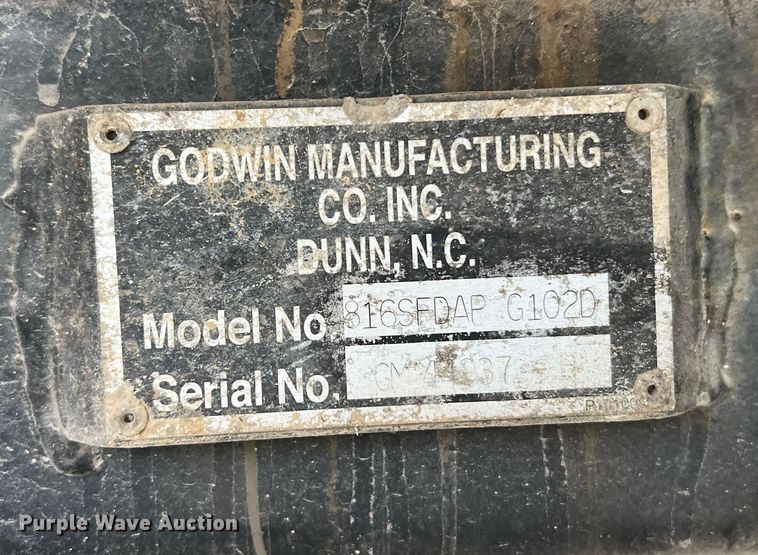 GODWIN MANUFACTURING
CO. INC.
DUNN, N.C.
Model No. 816SFDAP G102D
Serial No.
Purple Wave Auction